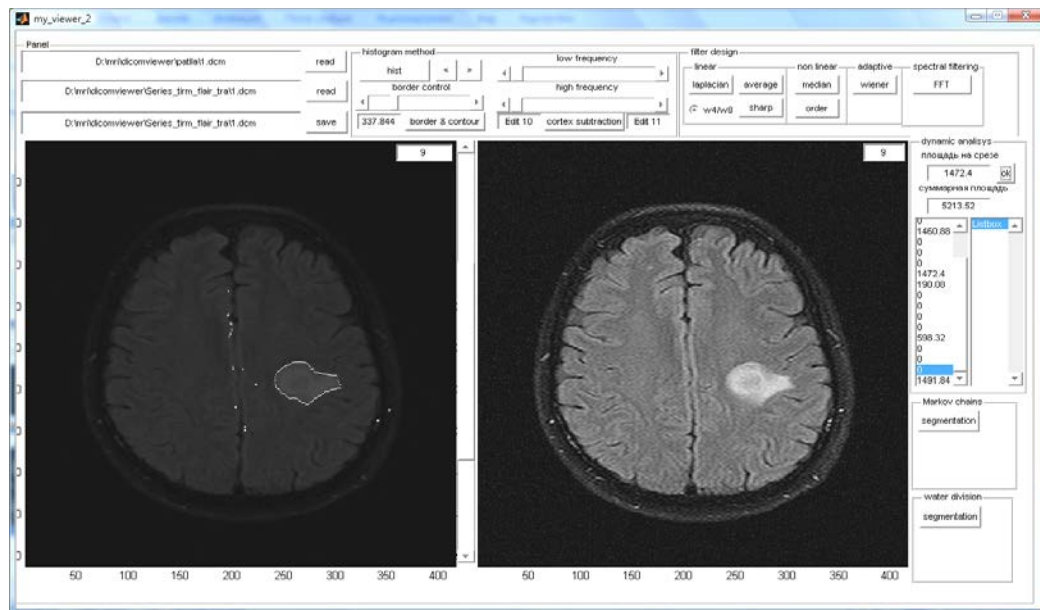 my_viewer_2
Panel
D:\mri\dicomviewer\patlia\1.dcm
read
D:\mri\dicomviewer\Series_tirm_flair_tra\1.dcm
read
D:\mri\dicomviewer\Series_tirm_flair_tra\1.dcm
save
histogram method
hist
<
>
border control
337.844
border & contour
low frequency
high frequency
Edit 10
cortex subtraction
Edit 11
filter design
linear
laplacian
average
w4/w8
sharp
non linear
median
order
adaptive
wiener
spectral filtering
FFT
9
9
50 100 150 200 250 300 350 400
50 100 150 200 250 300 350 400
dynamic analisys
площадь на срезе
1472.4
ok
суммарная площадь
5213.52
0
1460.88
0
0
0
1472.4
190.08
0
0
0
598.32
0
0
0
1491.84
Listbox
Markov chains
segmentation
water division
segmentation